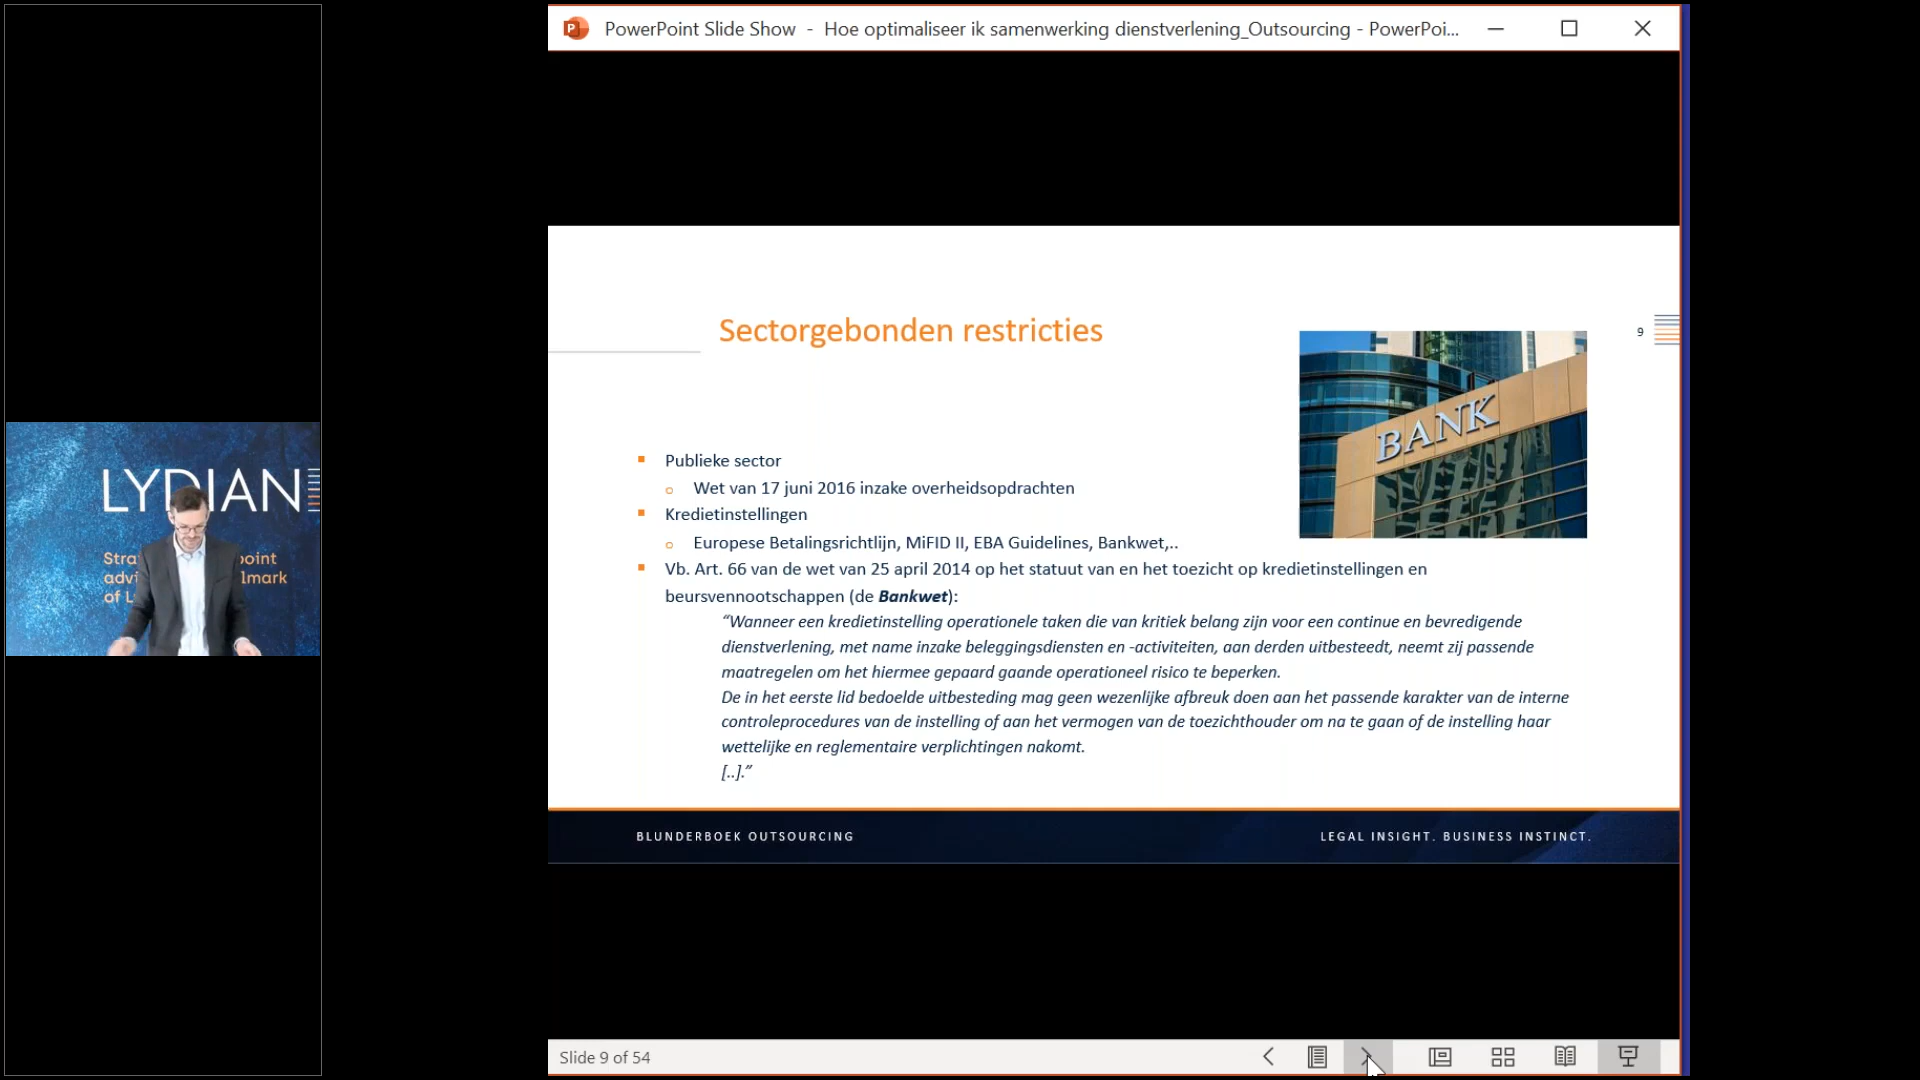 PowerPoint Slide Show - Hoe optimaliseer ik samenwerking dienstverlening_Outsourcing - PowerPoi...
LYDIAN
Stra point
advi lmark
of L
Sectorgebonden restricties
9
BANK
Publieke sector
Wet van 17 juni 2016 inzake overheidsopdrachten
Kredietinstellingen
Europese Betalingsrichtlijn, MiFID II, EBA Guidelines, Bankwet,..
Vb. Art. 66 van de wet van 25 april 2014 op het statuut van en het toezicht op kredietinstellingen en
beursvennootschappen (de Bankwet):
“Wanneer een kredietinstelling operationele taken die van kritiek belang zijn voor een continue en bevredigende
dienstverlening, met name inzake beleggingsdiensten en -activiteiten, aan derden uitbesteedt, neemt zij passende
maatregelen om het hiermee gepaard gaande operationeel risico te beperken.
De in het eerste lid bedoelde uitbesteding mag geen wezenlijke afbreuk doen aan het passende karakter van de interne
controleprocedures van de instelling of aan het vermogen van de toezichthouder om na te gaan of de instelling haar
wettelijke en reglementaire verplichtingen nakomt.
[..].”
BLUNDERBOEK OUTSOURCING
LEGAL INSIGHT. BUSINESS INSTINCT.
Slide 9 of 54